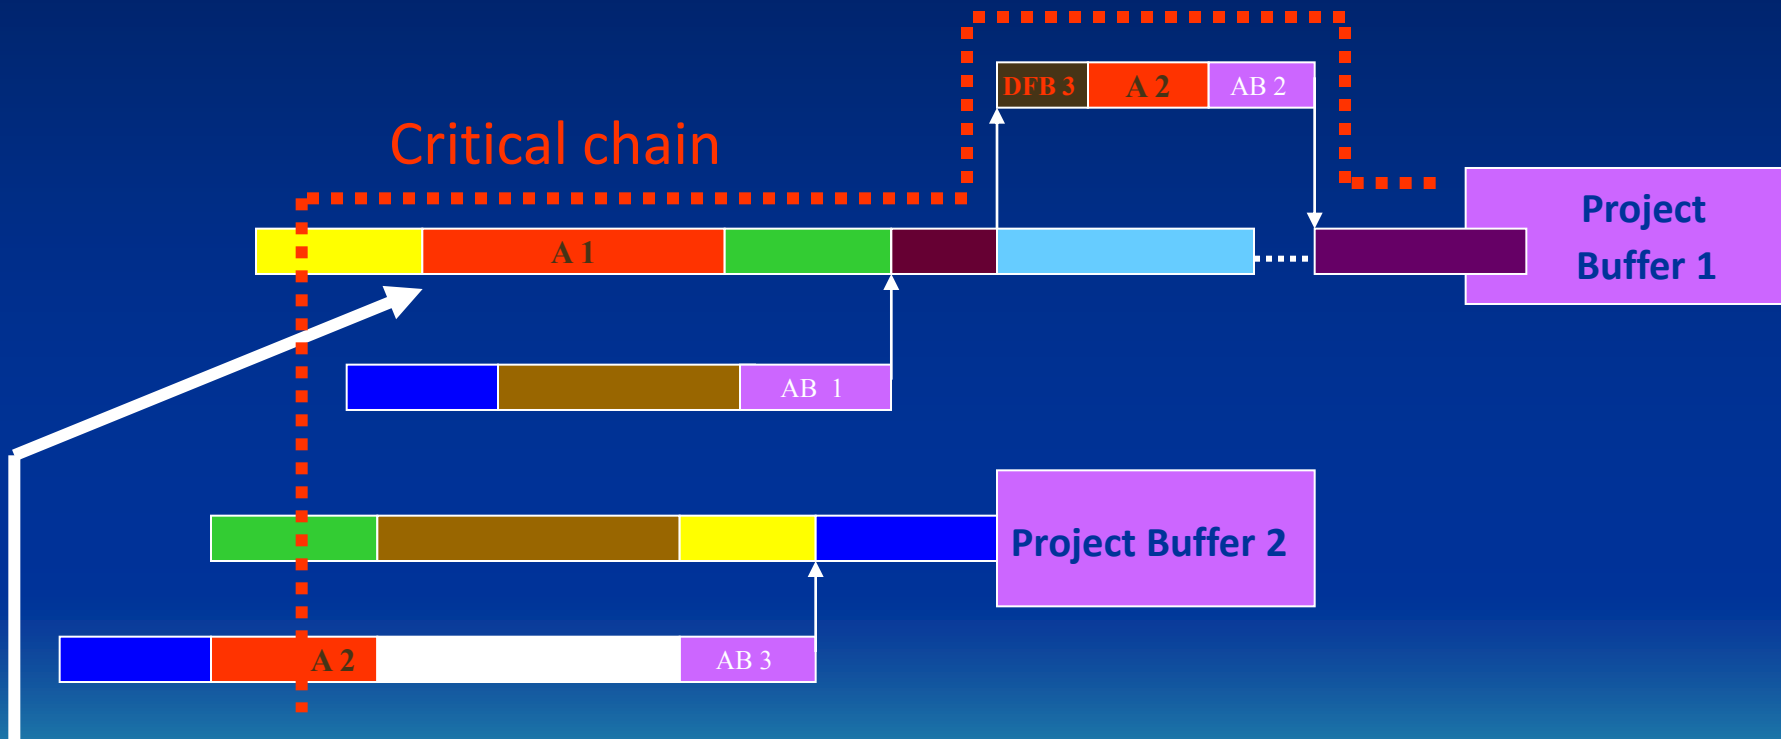 DFB 3 A 2 AB 2
Critical chain
Project
Buffer 1
A 1
AB 1
Project Buffer 2
A 2 AB 3